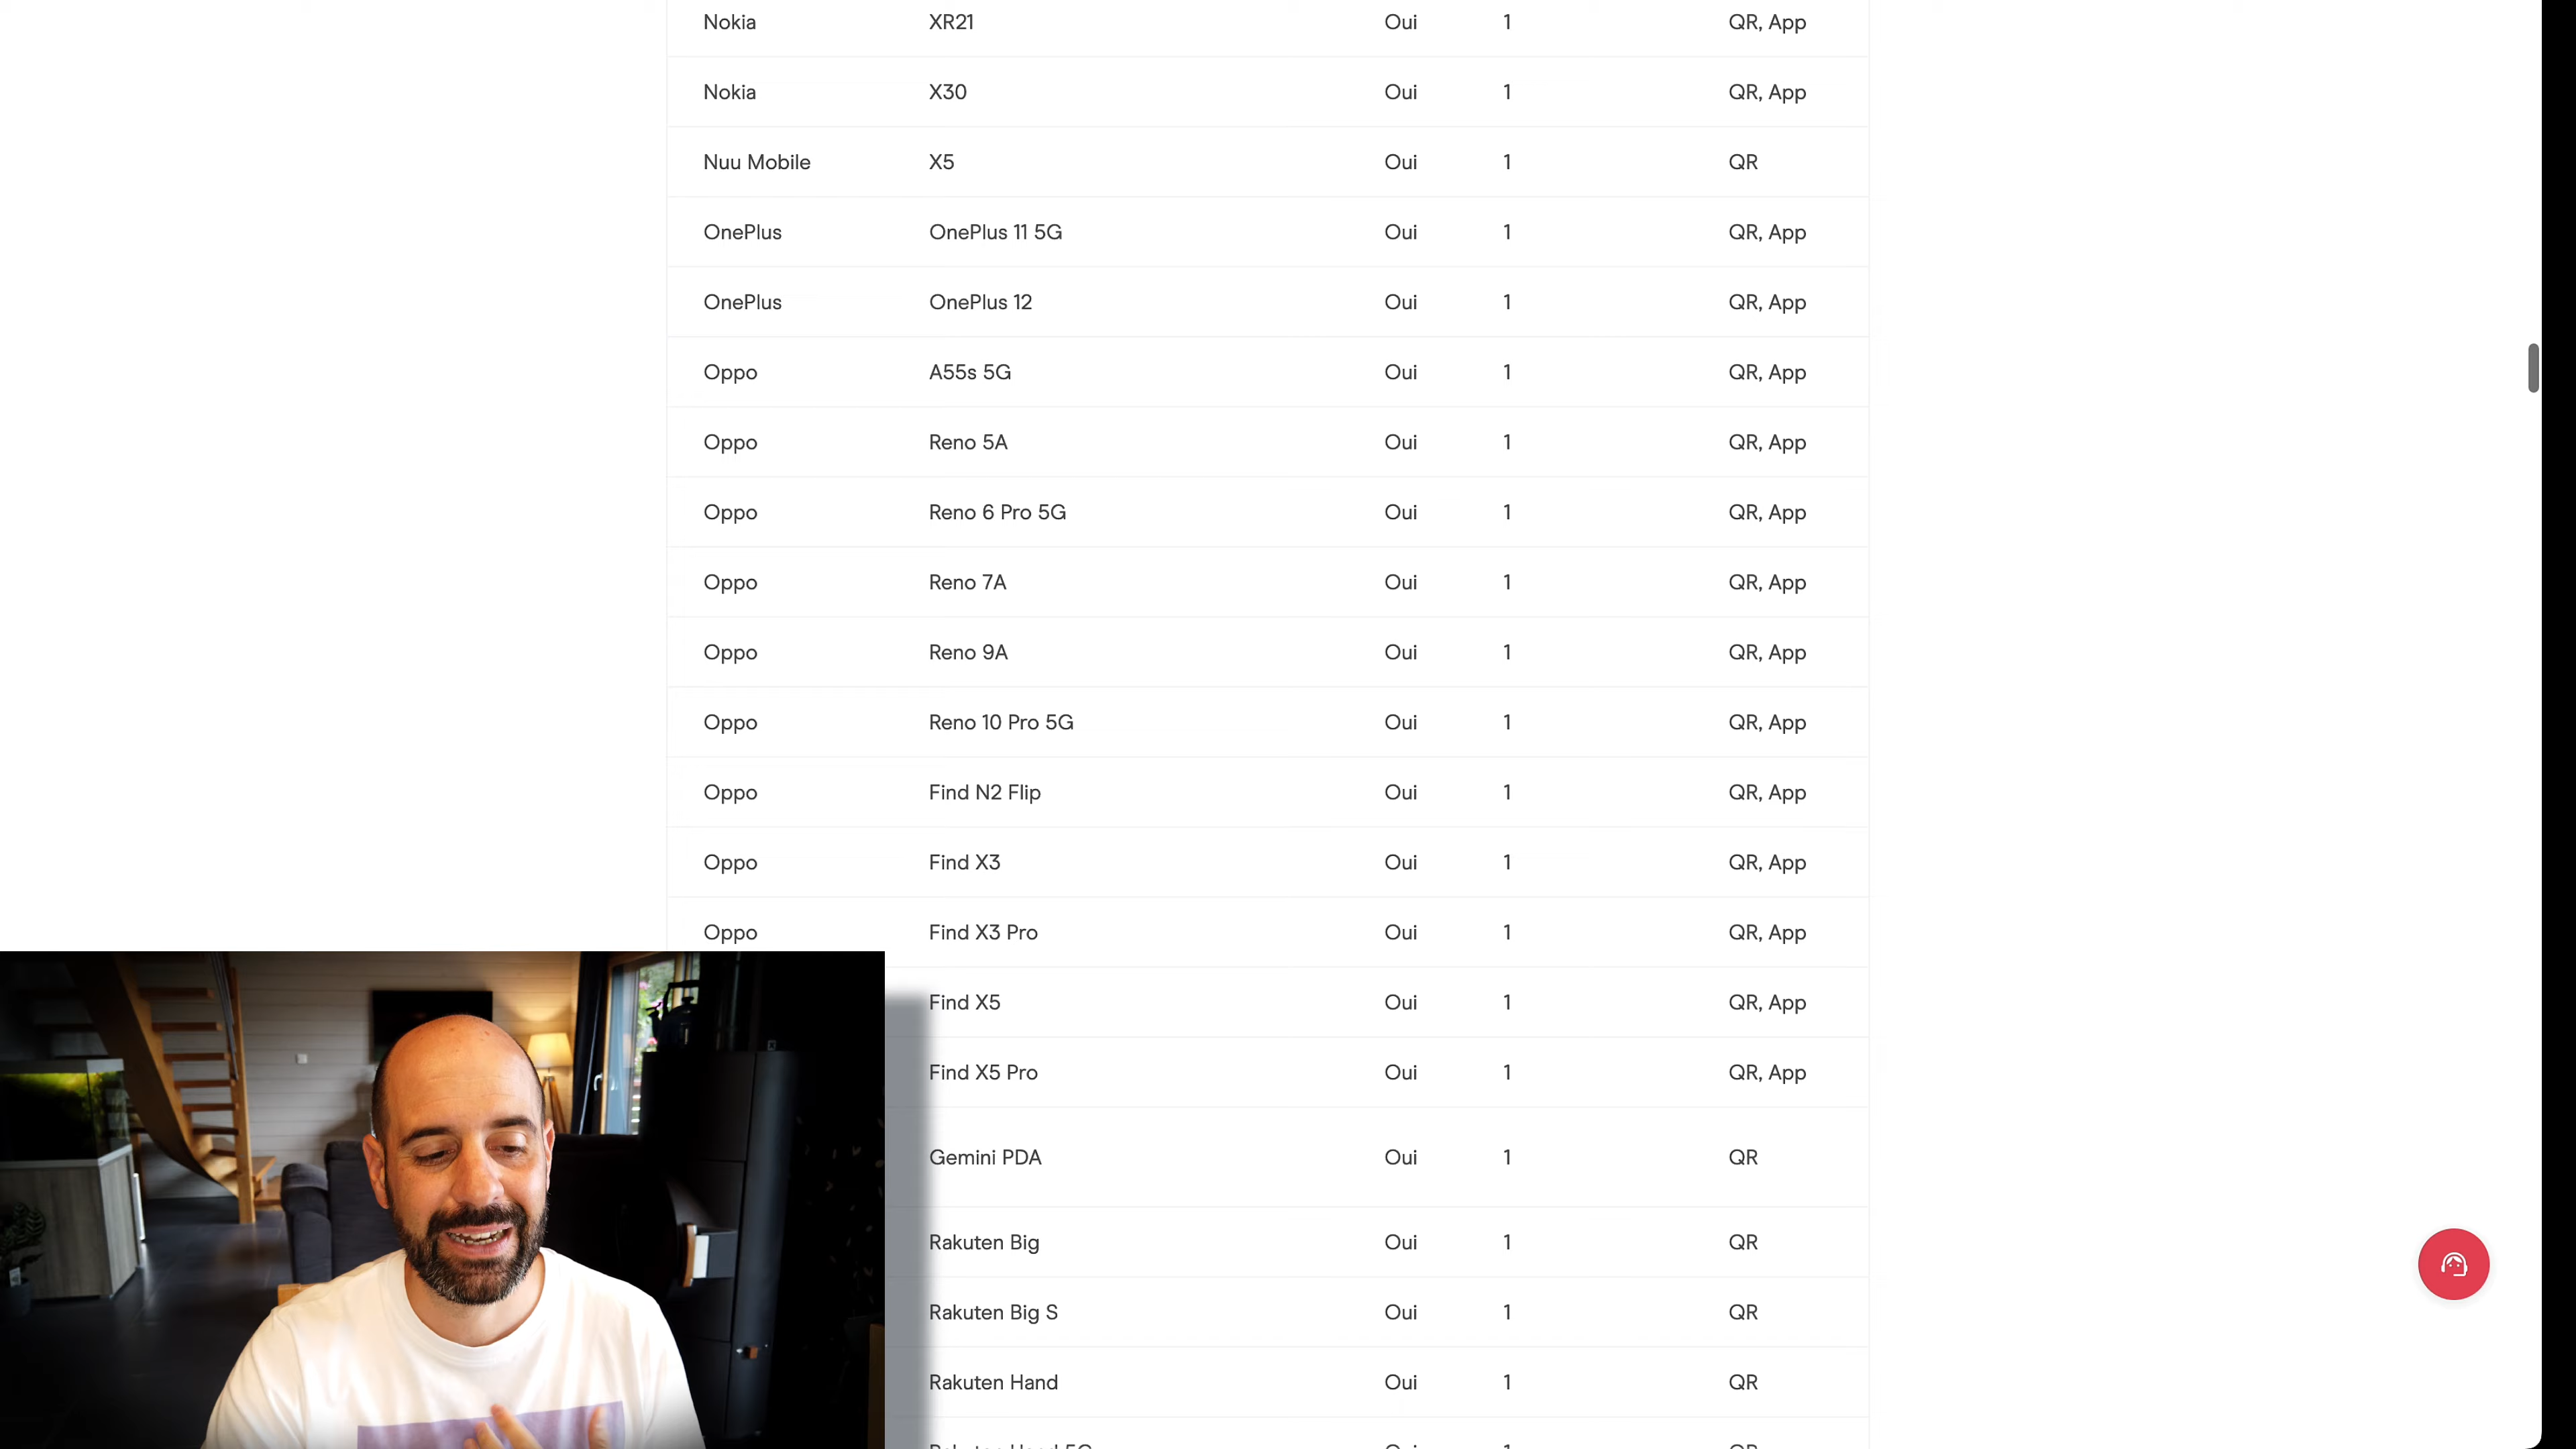 Nokia XR21 Oui 1 QR, App
Nokia X30 Oui 1 QR, App
Nuu Mobile X5 Oui 1 QR
OnePlus OnePlus 11 5G Oui 1 QR, App
OnePlus OnePlus 12 Oui 1 QR, App
Oppo A55s 5G Oui 1 QR, App
Oppo Reno 5A Oui 1 QR, App
Oppo Reno 6 Pro 5G Oui 1 QR, App
Oppo Reno 7A Oui 1 QR, App
Oppo Reno 9A Oui 1 QR, App
Oppo Reno 10 Pro 5G Oui 1 QR, App
Oppo Find N2 Flip Oui 1 QR, App
Oppo Find X3 Oui 1 QR, App
Oppo Find X3 Pro Oui 1 QR, App
Find X5 Oui 1 QR, App
Find X5 Pro Oui 1 QR, App
Gemini PDA Oui 1 QR
Rakuten Big Oui 1 QR
Rakuten Big S Oui 1 QR
Rakuten Hand Oui 1 QR